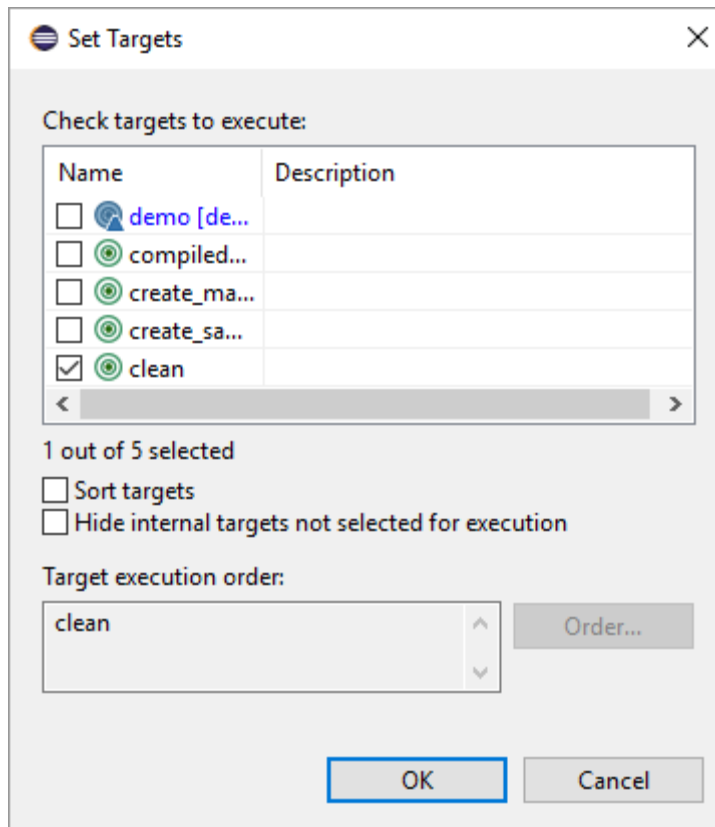 Set Targets
Check targets to execute:
Name Description
demo [de...
compiled...
create_ma...
create_sa...
clean
1 out of 5 selected
Sort targets
Hide internal targets not selected for execution
Target execution order:
clean
Order...
OK Cancel